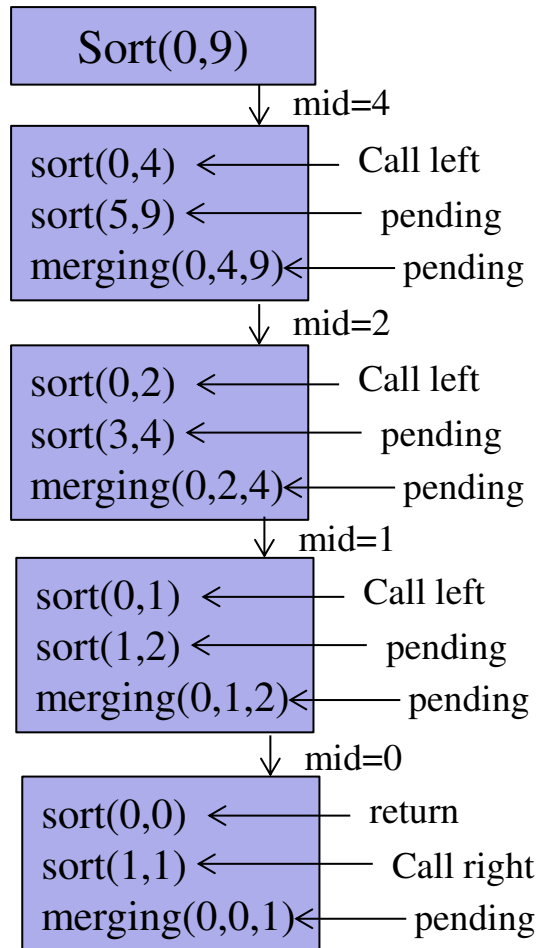 Sort(0,9)
mid=4
sort(0,4) Call left
sort(5,9) pending
merging(0,4,9) pending
mid=2
sort(0,2) Call left
sort(3,4) pending
merging(0,2,4) pending
mid=1
sort(0,1) Call left
sort(1,2) pending
merging(0,1,2) pending
mid=0
sort(0,0) return
sort(1,1) Call right
merging(0,0,1) pending